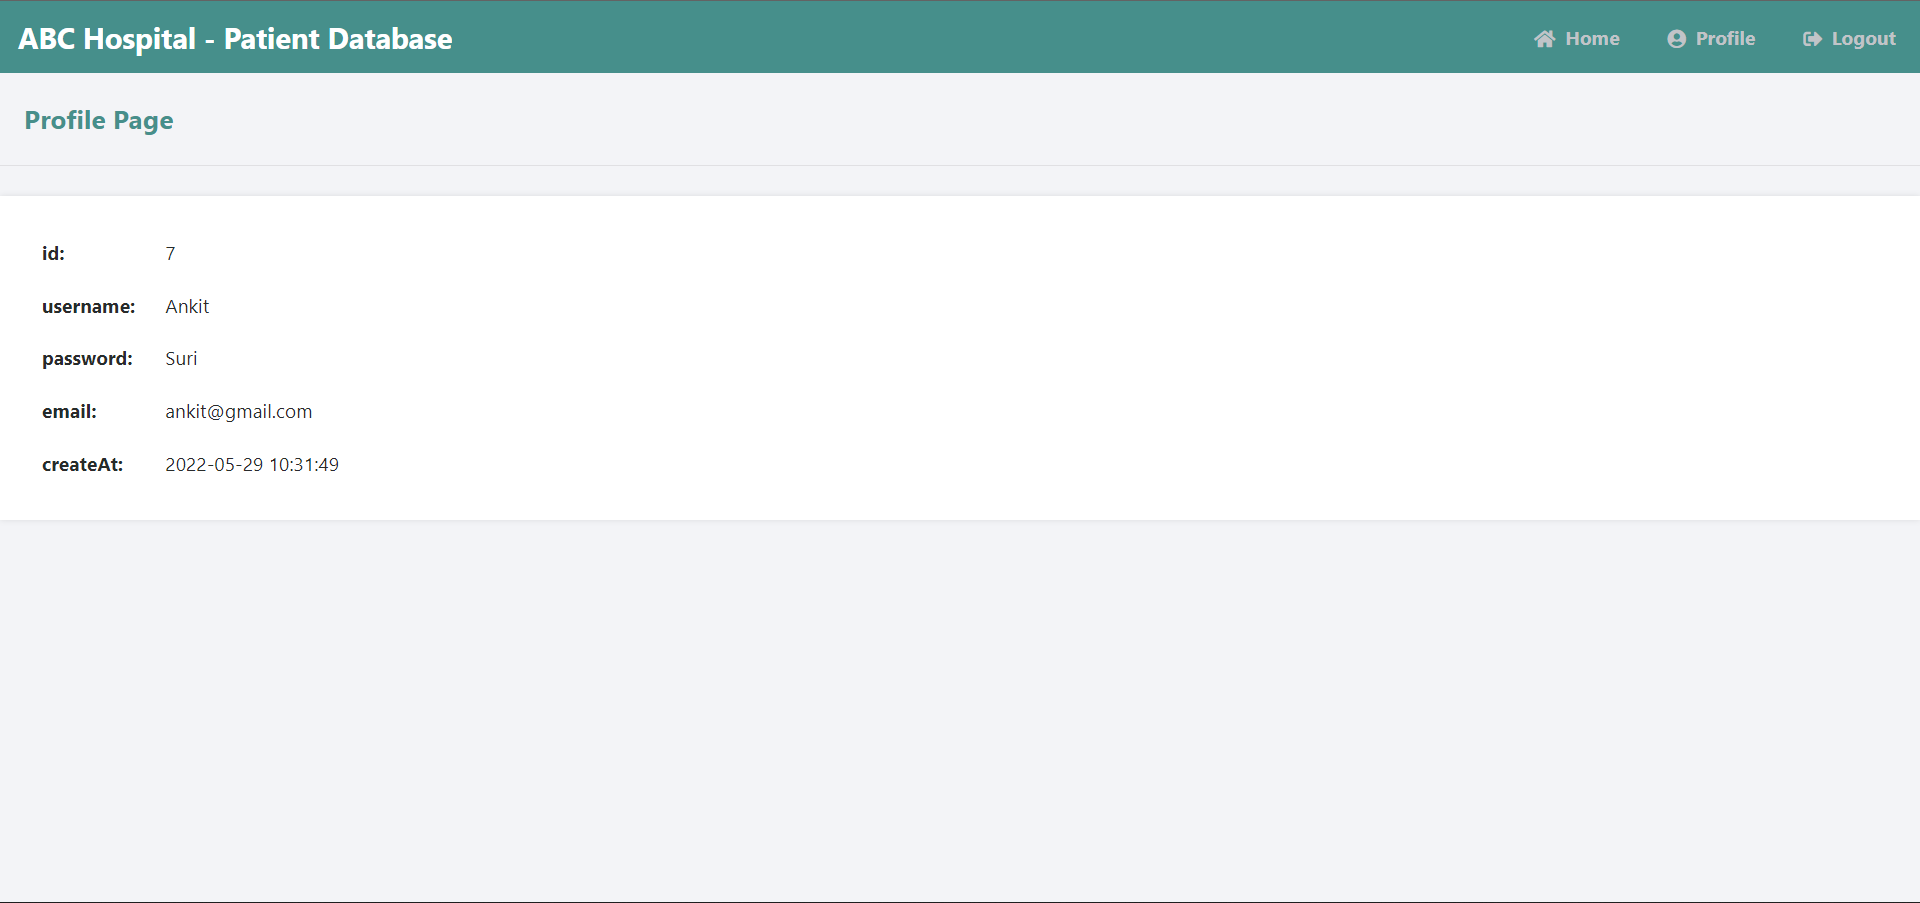 ABC Hospital - Patient Database
Home Profile Logout
Profile Page
id: 7
username: Ankit
password: Suri
email: ankit@gmail.com
createAt: 2022-05-29 10:31:49